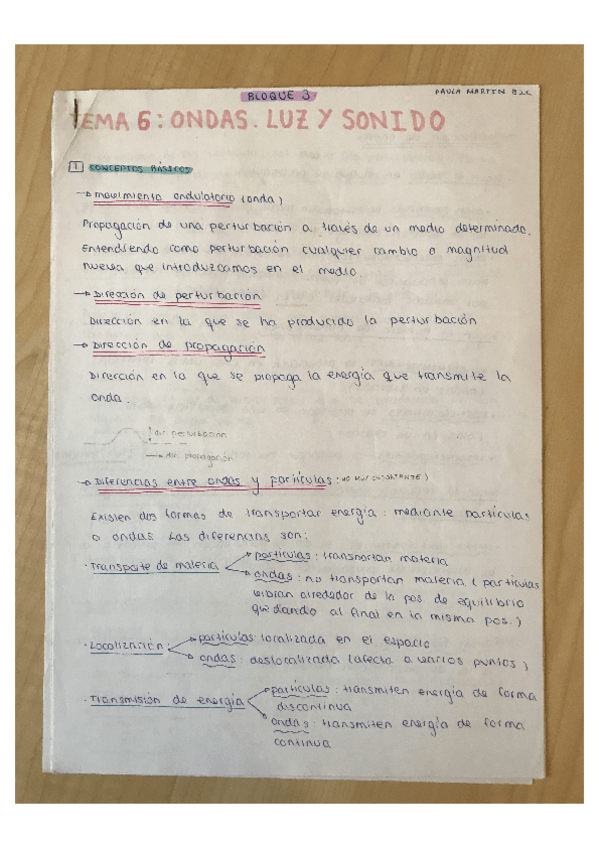 BLOQUE 3
PAULA MARTIN B2C
TEMA 6: ONDAS. LUZ Y SONIDO
1 CONCEPTOS BÁSICOS
→ Movimiento ondulatorio (onda)
Propagación de una perturbación a través de un medio determinado.
Entendiendo como perturbación cualquier cambio o magnitud
nueva que introduzcamos en el medio.
→ Dirección de perturbación
Dirección en la que se ha producido la perturbación
→ Dirección de propagación
Dirección en la que se propaga la energía que transmite la
onda.
dir perturbación
→ dir. propagación
→ Diferencias entre ondas y partículas: (NO MUY IMPORTANTE)
Existen dos formas de transportar energía: mediante partículas
o ondas. Las diferencias son:
· Transporte de materia
partículas: transportan materia
ondas: no transportan materia (partículas
vibran alrededor de la pos. de equilibrio
quedando al final en la misma pos.)
· Localización
partículas: localizada en el espacio
ondas: deslocalizada (afecta a varios puntos)
· Transmisión de energía
partículas: transmiten energía de forma
discontinua
ondas: transmiten energía de forma
continua